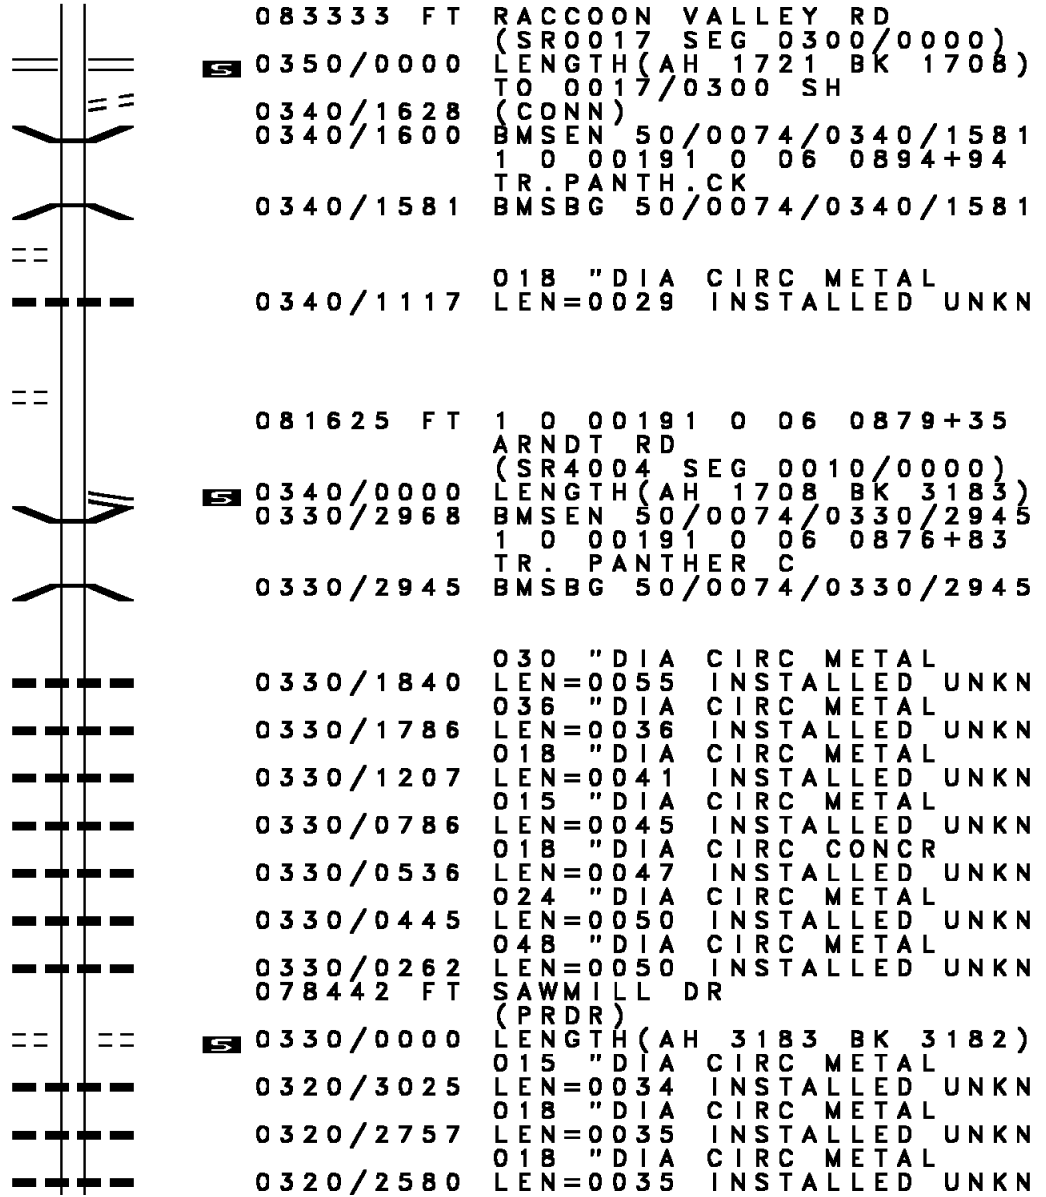 083333 FT RACCOON VALLEY RD
(SR0017 SEG 0300/0000)
S 0350/0000 LENGTH(AH 1721 BK 1708)
TO 0017/0300 SH
0340/1628 (CONN)
0340/1600 BMSEN 50/0074/0340/1581
1 0 00191 0 06 0894+94
TR.PANTH.CK
0340/1581 BMSBG 50/0074/0340/1581
018 "DIA CIRC METAL
0340/1117 LEN=0029 INSTALLED UNKN
081625 FT 1 0 00191 0 06 0879+35
ARNDT RD
(SR4004 SEG 0010/0000)
S 0340/0000 LENGTH(AH 1708 BK 3183)
0330/2968 BMSEN 50/0074/0330/2945
1 0 00191 0 06 0876+83
TR. PANTHER C
0330/2945 BMSBG 50/0074/0330/2945
030 "DIA CIRC METAL
0330/1840 LEN=0055 INSTALLED UNKN
036 "DIA CIRC METAL
0330/1786 LEN=0036 INSTALLED UNKN
018 "DIA CIRC METAL
0330/1207 LEN=0041 INSTALLED UNKN
015 "DIA CIRC METAL
0330/0786 LEN=0045 INSTALLED UNKN
018 "DIA CIRC CONCR
0330/0536 LEN=0047 INSTALLED UNKN
024 "DIA CIRC METAL
0330/0445 LEN=0050 INSTALLED UNKN
048 "DIA CIRC METAL
0330/0262 LEN=0050 INSTALLED UNKN
078442 FT SAWMILL DR
(PRDR)
S 0330/0000 LENGTH(AH 3183 BK 3182)
015 "DIA CIRC METAL
0320/3025 LEN=0034 INSTALLED UNKN
018 "DIA CIRC METAL
0320/2757 LEN=0035 INSTALLED UNKN
018 "DIA CIRC METAL
0320/2580 LEN=0035 INSTALLED UNKN